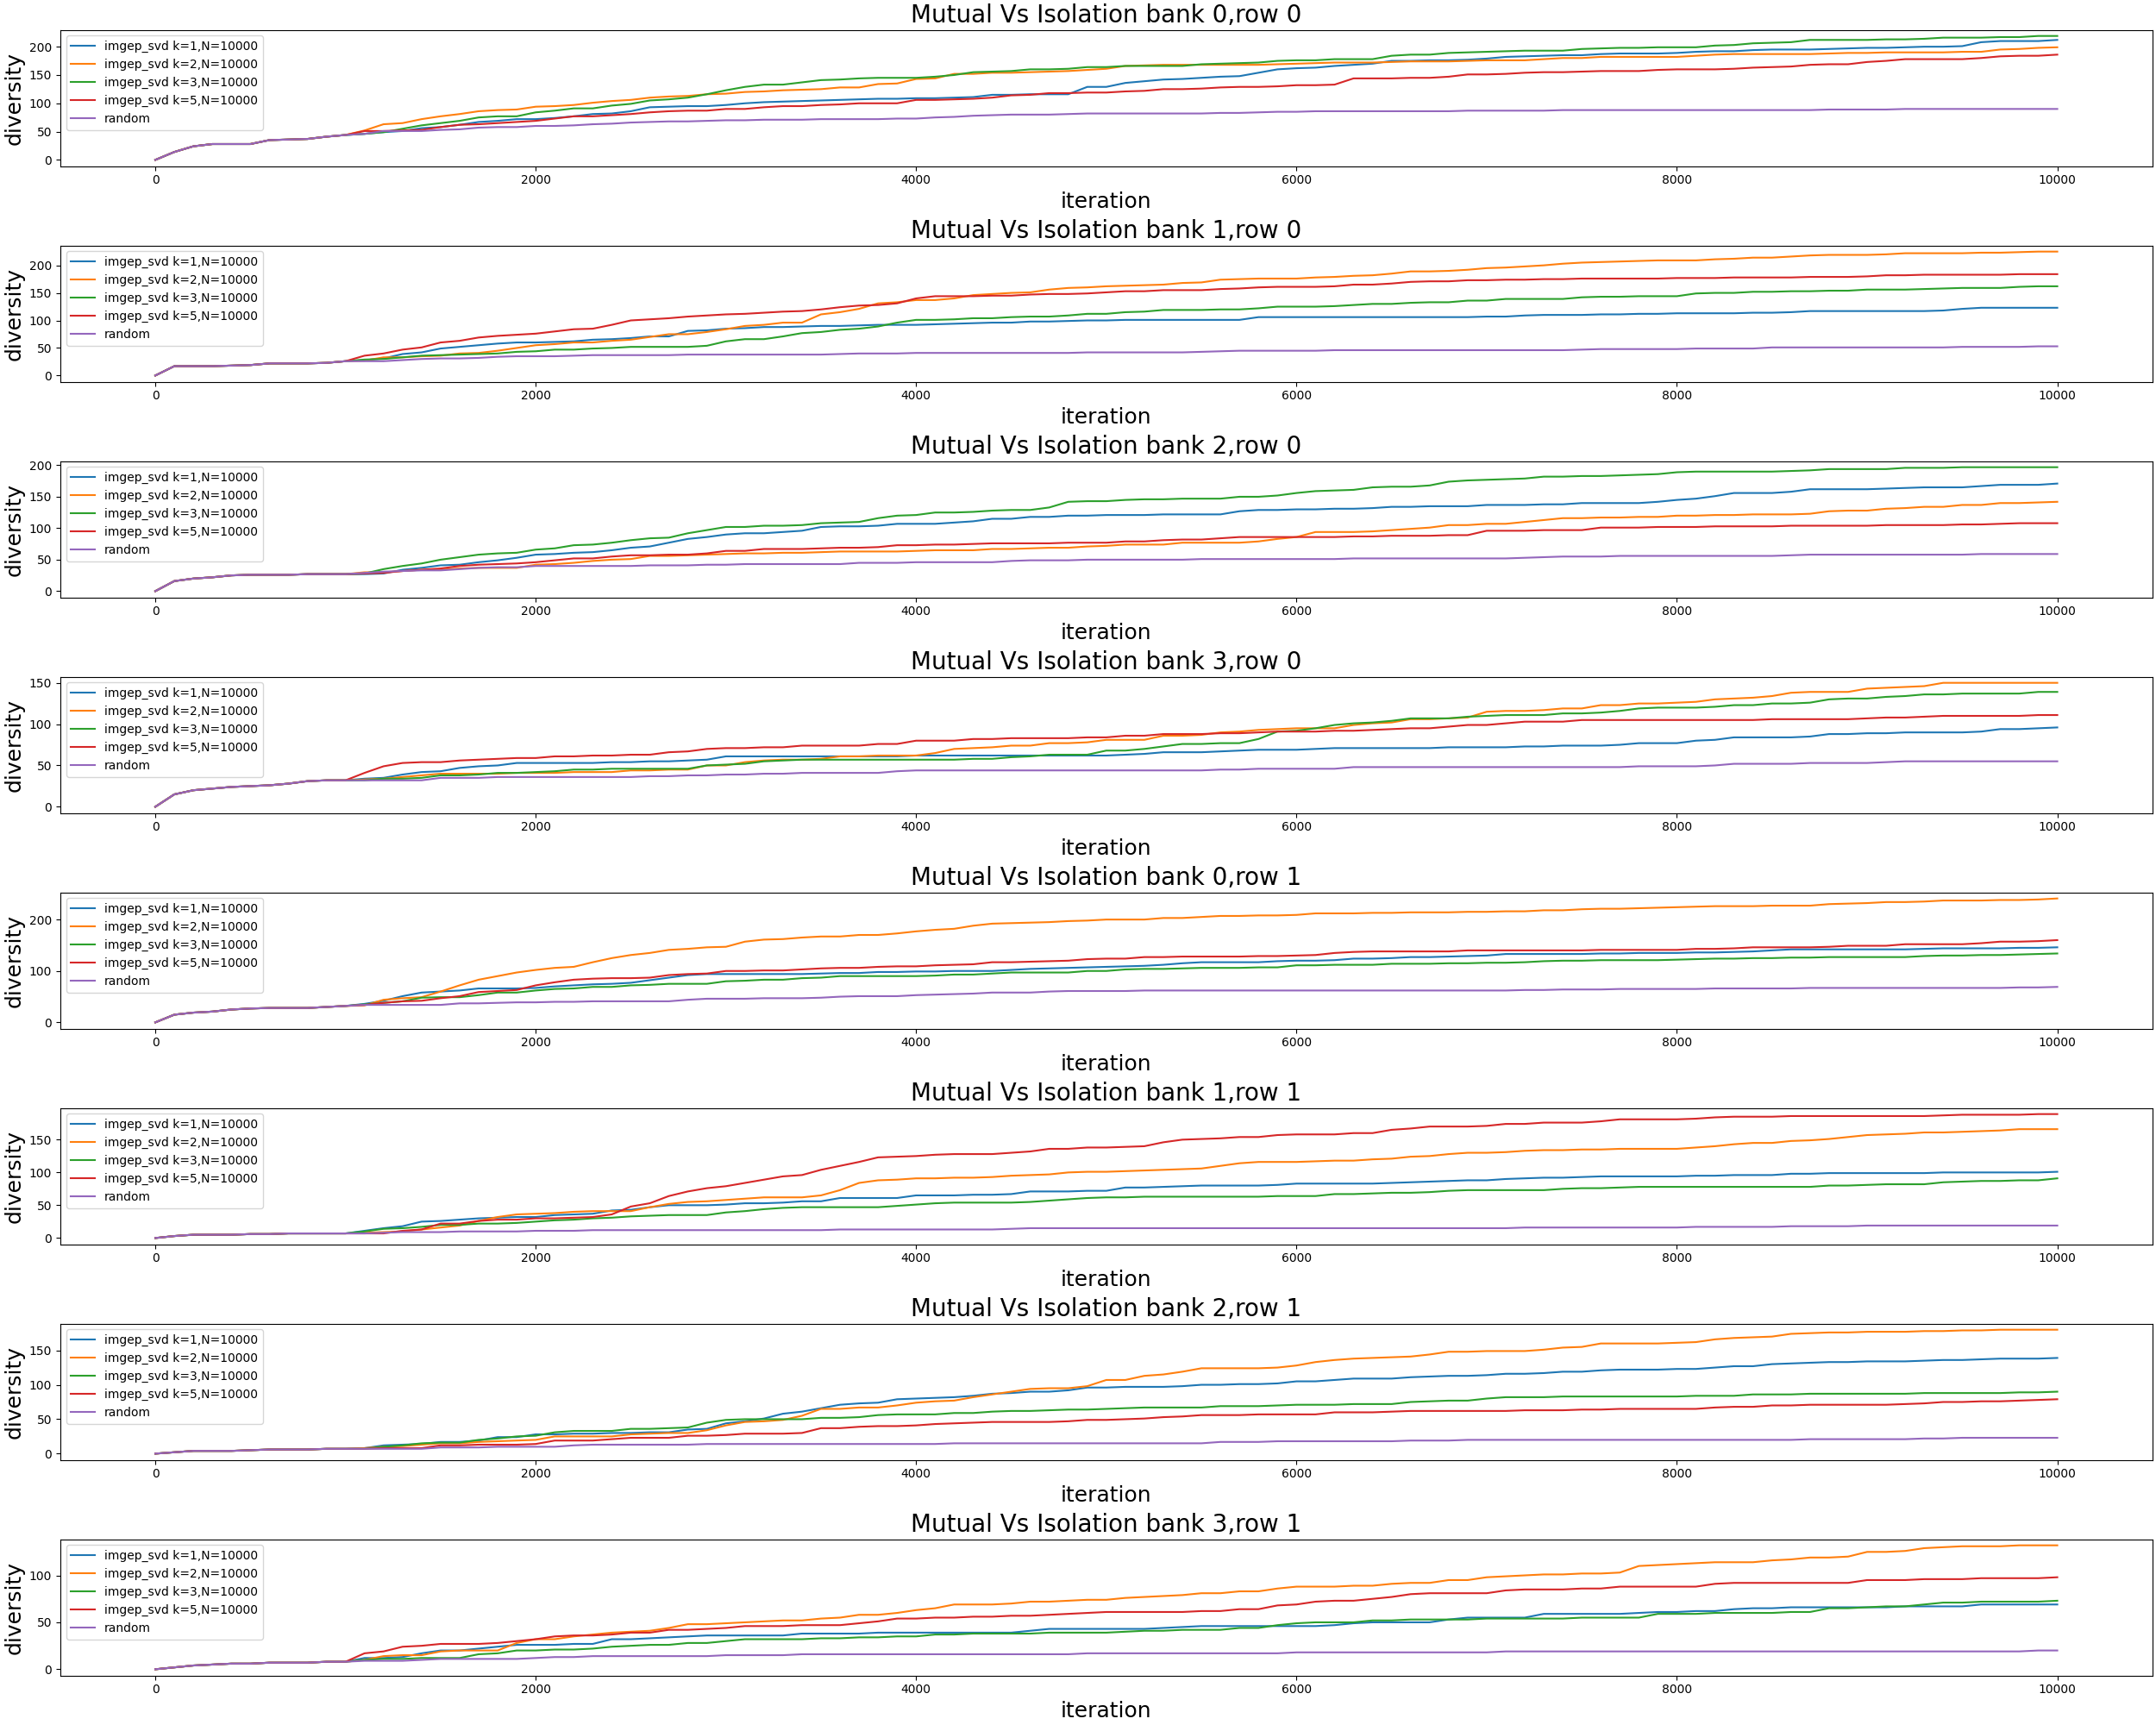 Mutual Vs Isolation bank 0,row 0
diversity
200
150
100
50
0
imgep_svd k=1,N=10000
imgep_svd k=2,N=10000
imgep_svd k=3,N=10000
imgep_svd k=5,N=10000
random
0 2000 4000 6000 8000 10000
iteration
Mutual Vs Isolation bank 1,row 0
diversity
200
150
100
50
0
imgep_svd k=1,N=10000
imgep_svd k=2,N=10000
imgep_svd k=3,N=10000
imgep_svd k=5,N=10000
random
0 2000 4000 6000 8000 10000
iteration
Mutual Vs Isolation bank 2,row 0
diversity
200
150
100
50
0
imgep_svd k=1,N=10000
imgep_svd k=2,N=10000
imgep_svd k=3,N=10000
imgep_svd k=5,N=10000
random
0 2000 4000 6000 8000 10000
iteration
Mutual Vs Isolation bank 3,row 0
diversity
150
100
50
0
imgep_svd k=1,N=10000
imgep_svd k=2,N=10000
imgep_svd k=3,N=10000
imgep_svd k=5,N=10000
random
0 2000 4000 6000 8000 10000
iteration
Mutual Vs Isolation bank 0,row 1
diversity
200
100
0
imgep_svd k=1,N=10000
imgep_svd k=2,N=10000
imgep_svd k=3,N=10000
imgep_svd k=5,N=10000
random
0 2000 4000 6000 8000 10000
iteration
Mutual Vs Isolation bank 1,row 1
diversity
150
100
50
0
imgep_svd k=1,N=10000
imgep_svd k=2,N=10000
imgep_svd k=3,N=10000
imgep_svd k=5,N=10000
random
0 2000 4000 6000 8000 10000
iteration
Mutual Vs Isolation bank 2,row 1
diversity
150
100
50
0
imgep_svd k=1,N=10000
imgep_svd k=2,N=10000
imgep_svd k=3,N=10000
imgep_svd k=5,N=10000
random
0 2000 4000 6000 8000 10000
iteration
Mutual Vs Isolation bank 3,row 1
diversity
100
50
0
imgep_svd k=1,N=10000
imgep_svd k=2,N=10000
imgep_svd k=3,N=10000
imgep_svd k=5,N=10000
random
0 2000 4000 6000 8000 10000
iteration